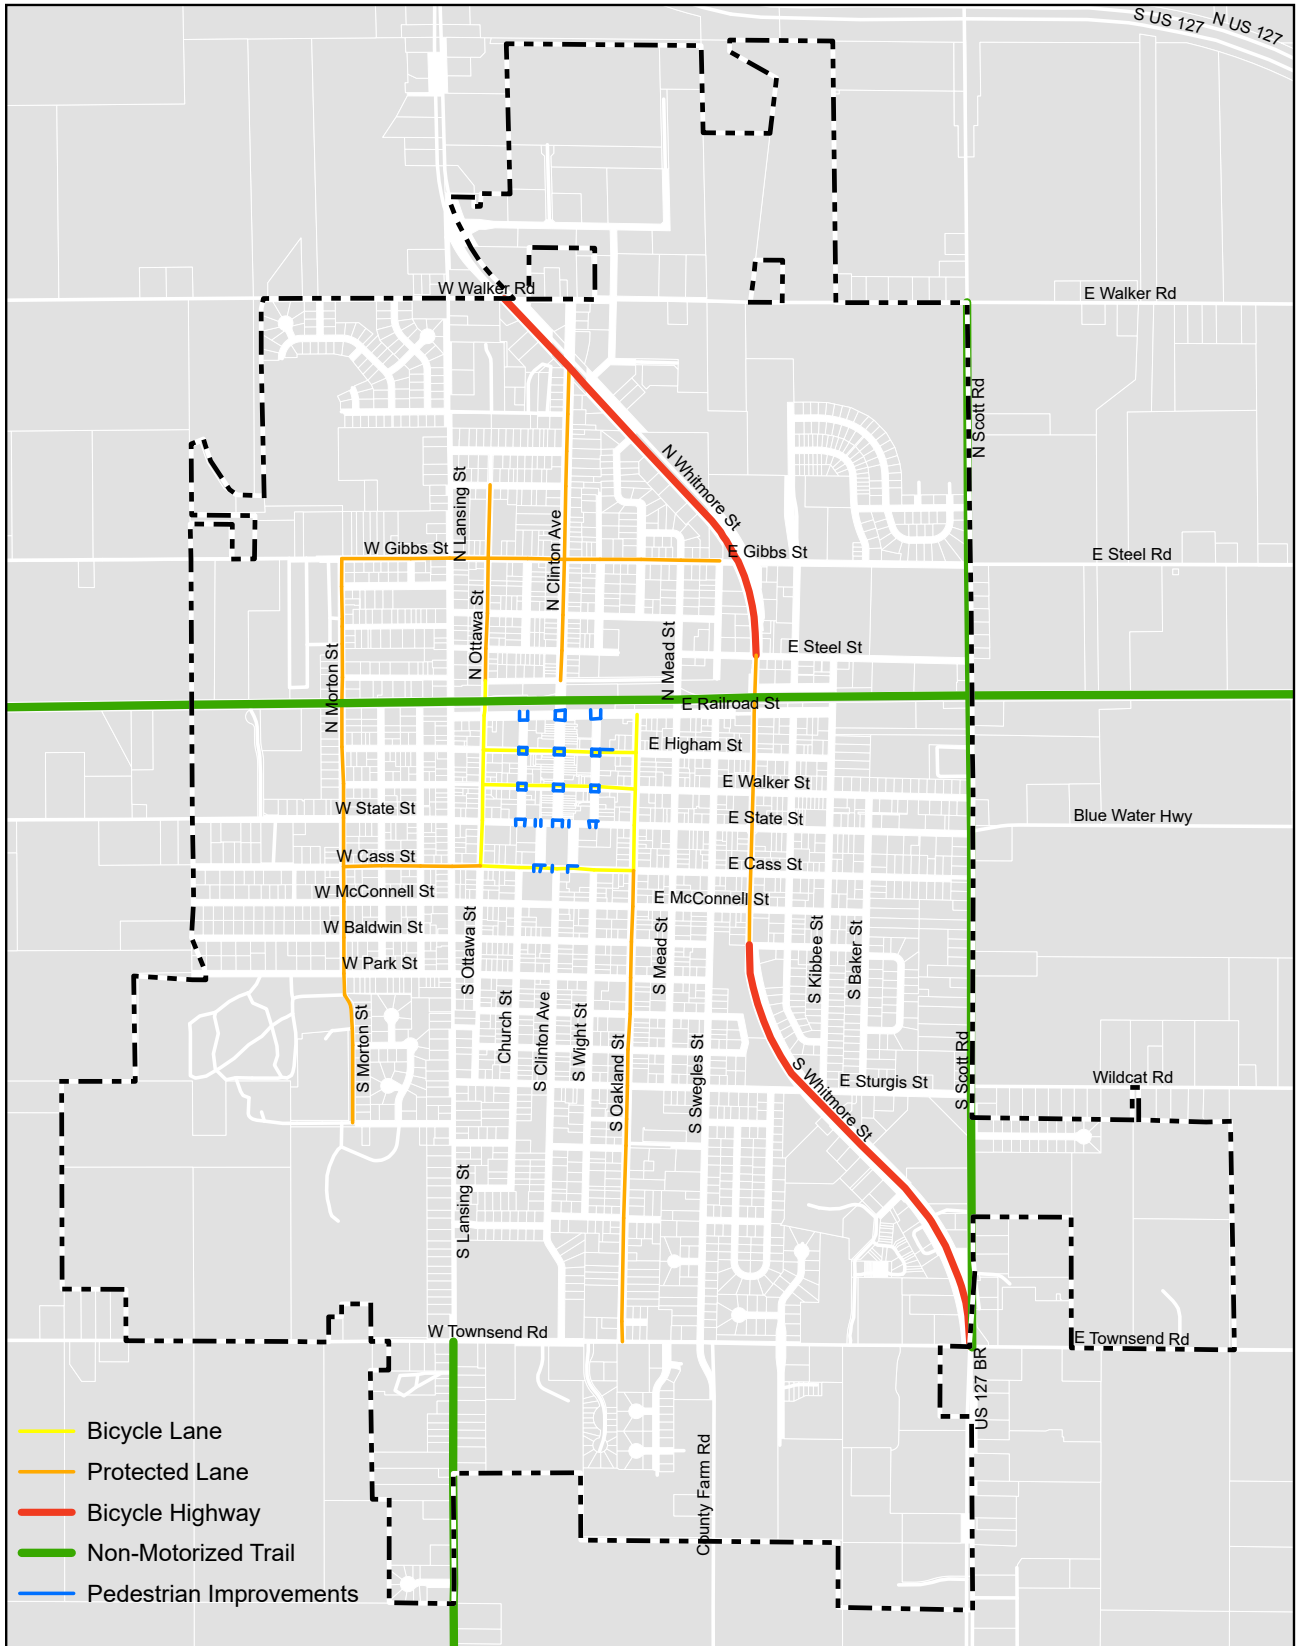 S US 127
N US 127
W Walker Rd
E Walker Rd
N Scott Rd
N Whitmore St
N Lansing St
N Clinton Ave
W Gibbs St
E Gibbs St
E Steel Rd
N Ottawa St
N Mead St
E Steel St
N Morton St
E Railroad St
E Higham St
E Walker St
W State St
E State St
Blue Water Hwy
W Cass St
E Cass St
W McConnell St
E McConnell St
W Baldwin St
S Ottawa St
S Mead St
S Kibbee St
S Baker St
W Park St
Church St
S Clinton Ave
S Wight St
S Morton St
S Oakland St
S Swegles St
S Whitmore St
E Sturgis St
S Scott Rd
Wildcat Rd
S Lansing St
W Townsend Rd
E Townsend Rd
US 127 BR
County Farm Rd
Bicycle Lane
Protected Lane
Bicycle Highway
Non-Motorized Trail
Pedestrian Improvements